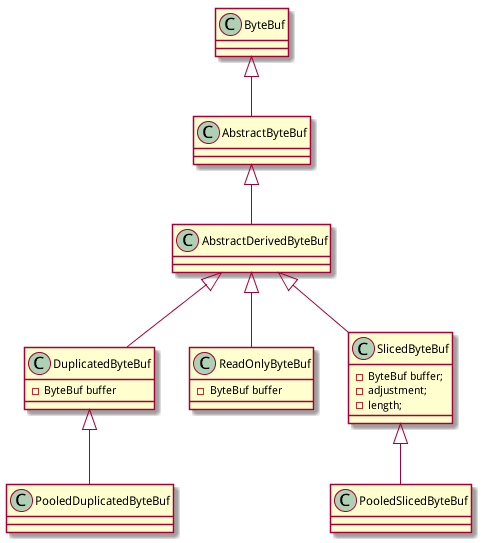 C ByteBuf
C AbstractByteBuf
C AbstractDerivedByteBuf
C DuplicatedByteBuf
ByteBuf buffer
C ReadOnlyByteBuf
ByteBuf buffer
C SlicedByteBuf
ByteBuf buffer;
adjustment;
length;
C PooledDuplicatedByteBuf
C PooledSlicedByteBuf